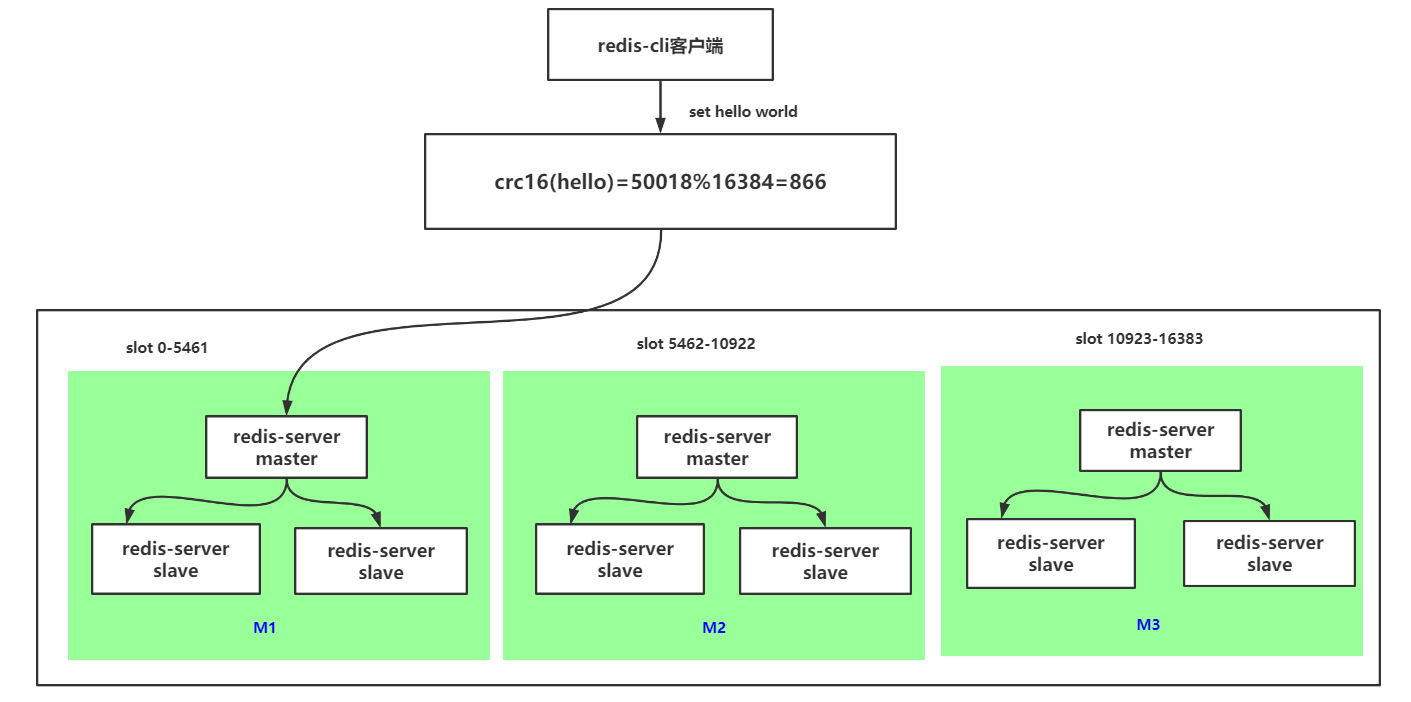 redis-cli客户端
set hello world
crc16(hello)=50018%16384=866
slot 0-5461
slot 5462-10922
slot 10923-16383
redis-server
master
redis-server
slave
redis-server
slave
M1
redis-server
master
redis-server
slave
redis-server
slave
M2
redis-server
master
redis-server
slave
redis-server
slave
M3